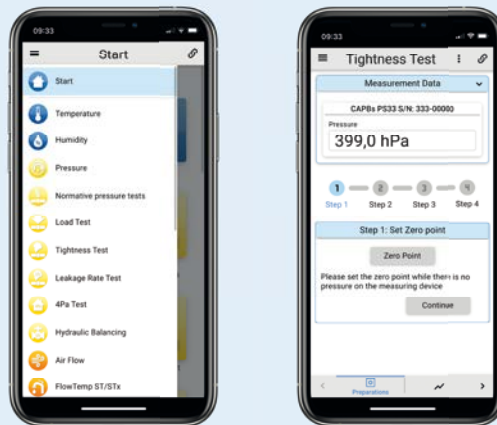 09:33
Start
Start
Temperature
Humidity
Pressure
Normative pressure tests
Load Test
Tightness Test
Leakage Rate Test
4Pa Test
Hydraulic Balancing
Air Flow
FlowTemp ST/STx
09:33
Tightness Test
Measurement Data
CAPBs PS33 S/N: 333-00000
Pressure
399,0 hPa
1 2 3 4
Step 1 Step 2 Step 3 Step 4
Step 1: Set Zero point
Zero Point
Please set the zero point while there is no
pressure on the measuring device
Continue
Preparations